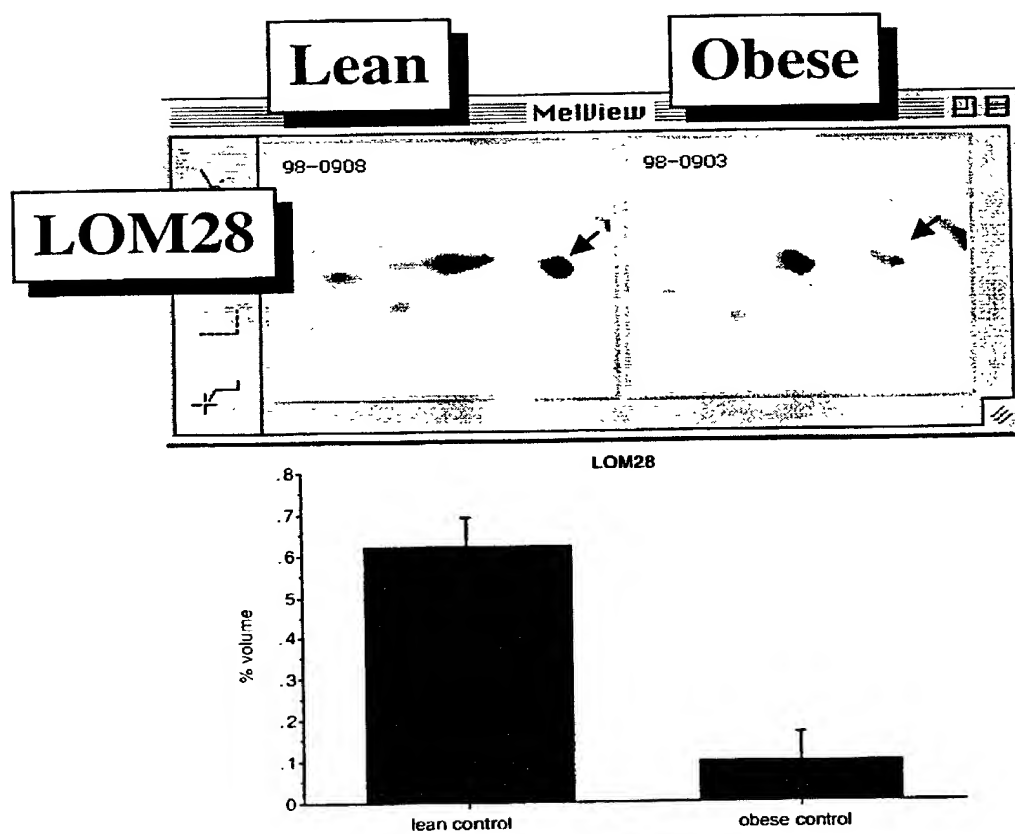 Lean
Obese
MelView
98-0908
98-0903
LOM28
LOM28
.8
.7
.6
.5
.4
.3
.2
.1
0
% volume
lean control
obese control